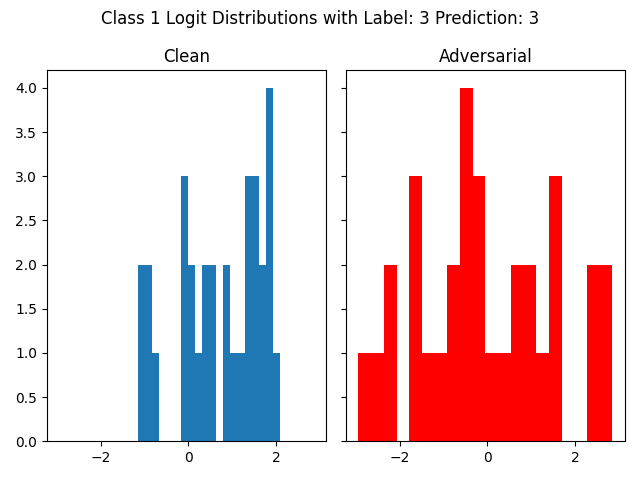 Class 1 Logit Distributions with Label: 3 Prediction: 3
Clean
Adversarial
4.0
3.5
3.0
2.5
2.0
1.5
1.0
0.5
0.0
−2 0 2
−2 0 2